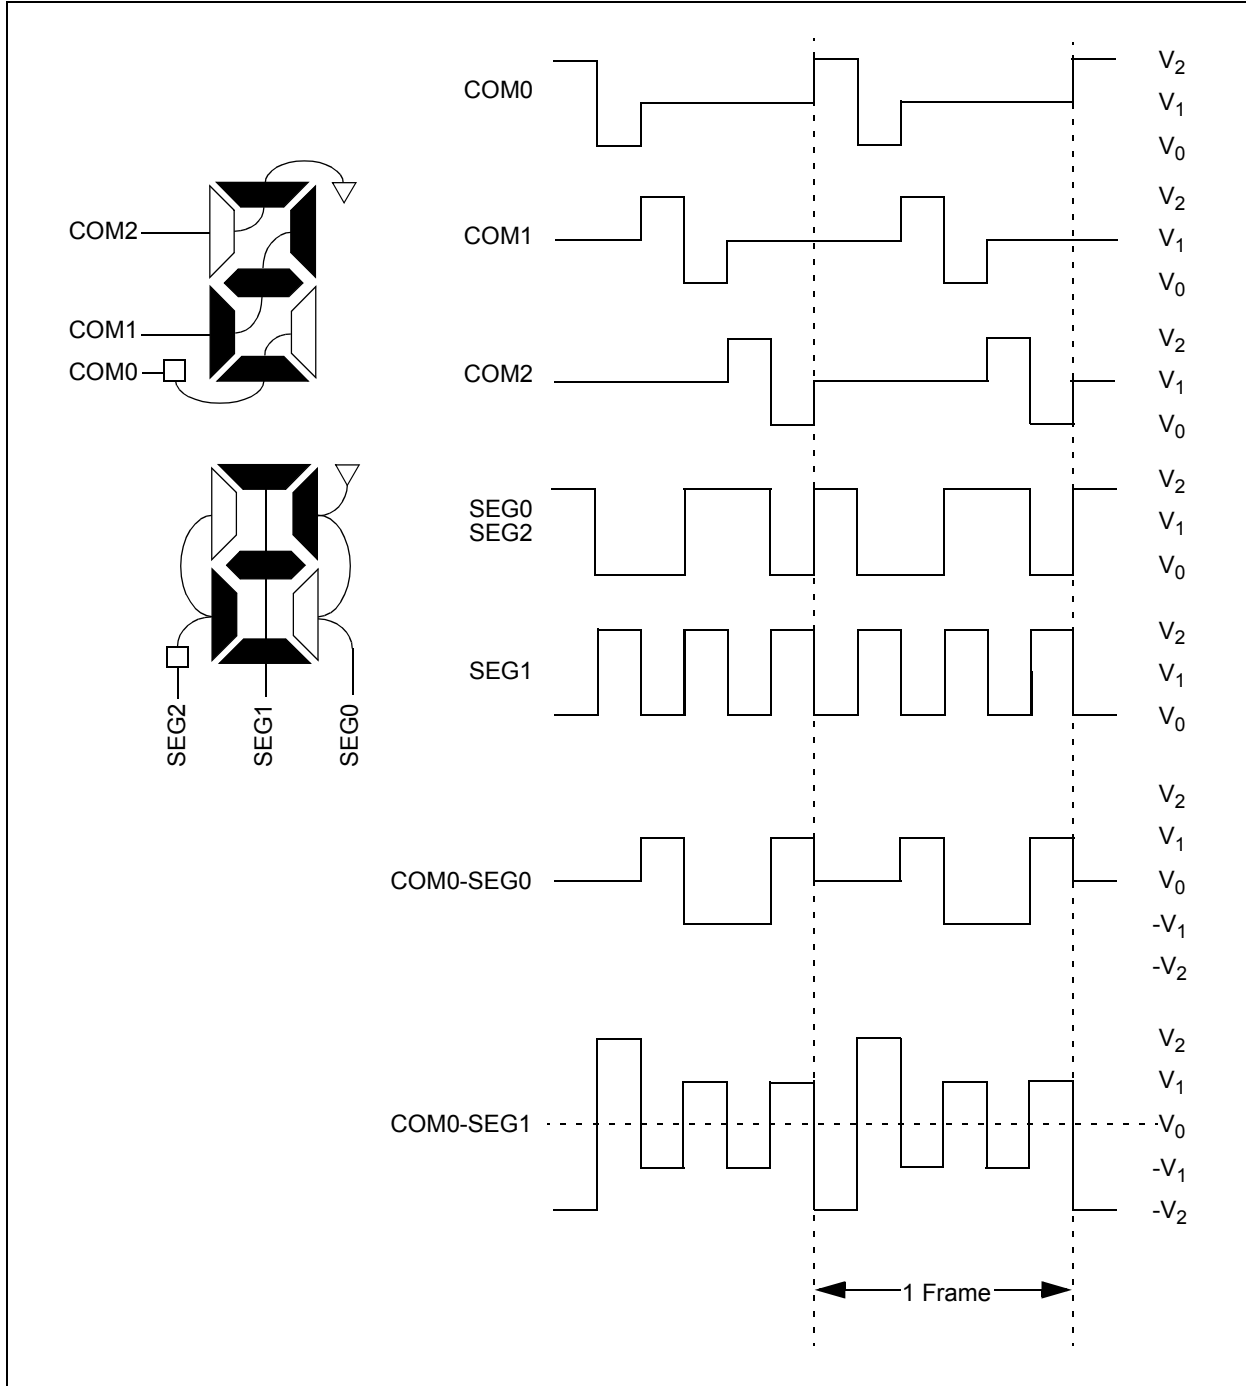 COM2
COM1
COM0
SEG2
SEG1
SEG0
COM0
V2
V1
V0
COM1
V2
V1
V0
COM2
V2
V1
V0
SEG0
SEG2
V2
V1
V0
SEG1
V2
V1
V0
COM0-SEG0
V2
V1
V0
-V1
-V2
COM0-SEG1
V2
V1
V0
-V1
-V2
1 Frame